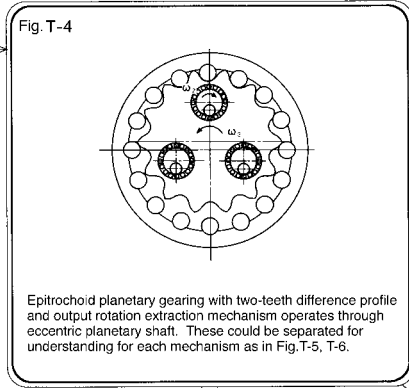 Fig. T-4
ω₂
ω₃
Epitrochoid planetary gearing with two-teeth difference profile
and output rotation extraction mechanism operates through
eccentric planetary shaft. These could be separated for
understanding for each mechanism as in Fig.T-5, T-6.